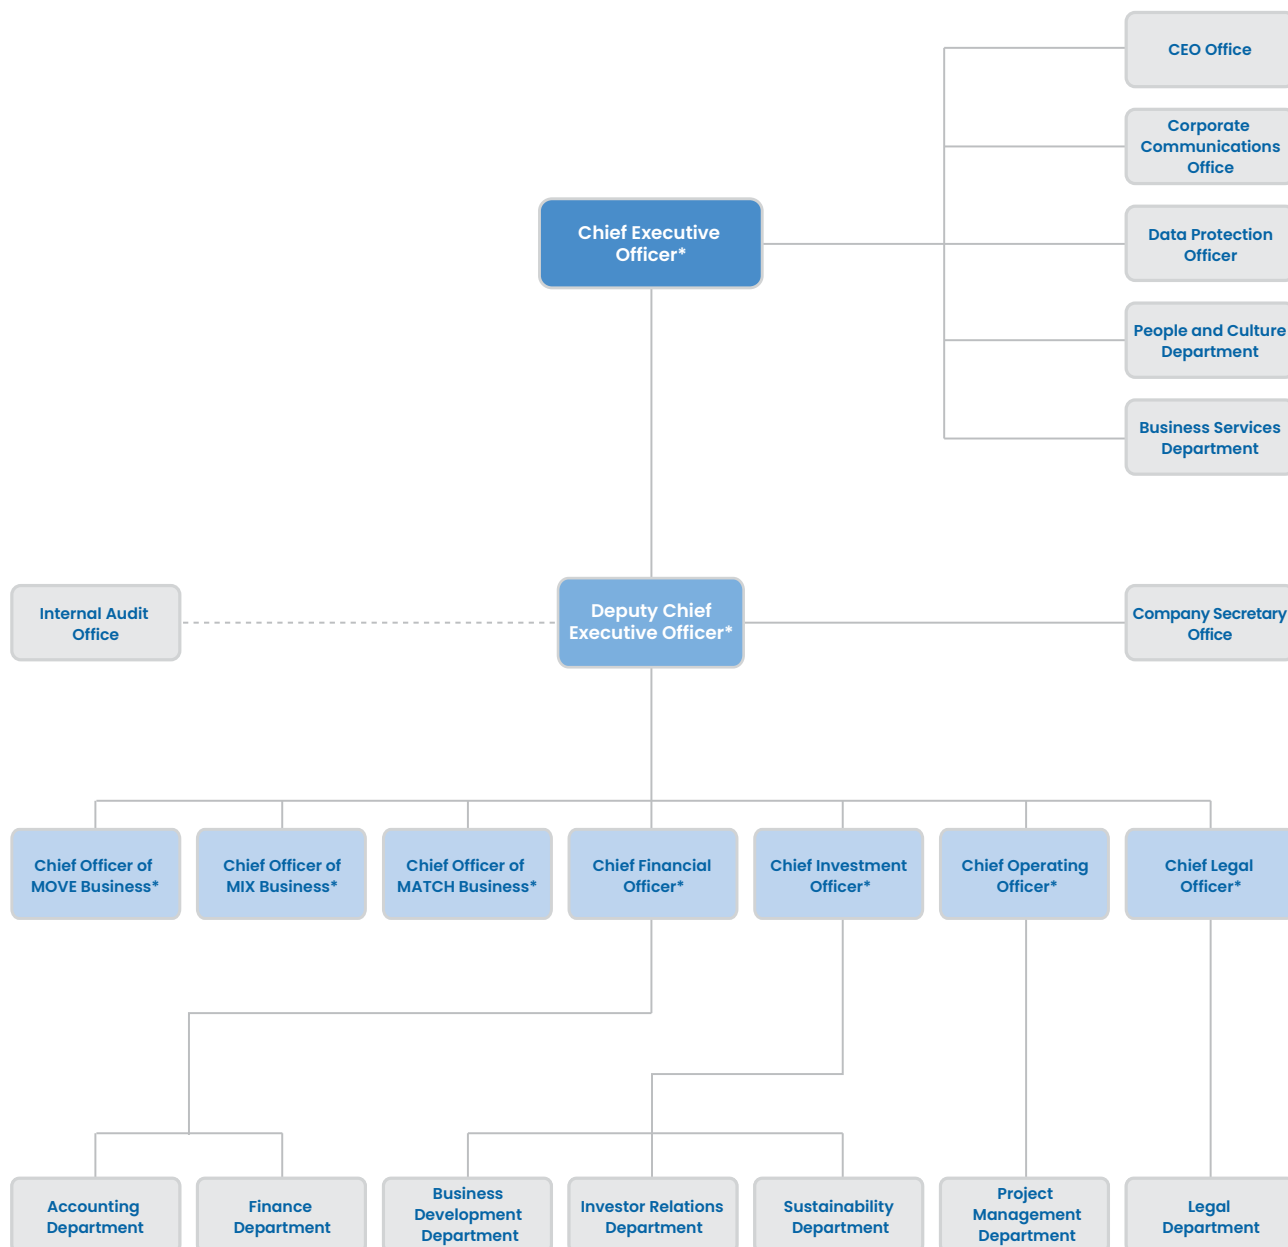 CEO Office
Corporate
Communications
Office
Chief Executive
Officer*
Data Protection
Officer
People and Culture
Department
Business Services
Department
Internal Audit
Office
Deputy Chief
Executive Officer*
Company Secretary
Office
Chief Officer of
MOVE Business*
Chief Officer of
MIX Business*
Chief Officer of
MATCH Business*
Chief Financial
Officer*
Chief Investment
Officer*
Chief Operating
Officer*
Chief Legal
Officer*
Accounting
Department
Finance
Department
Business
Development
Department
Investor Relations
Department
Sustainability
Department
Project
Management
Department
Legal
Department